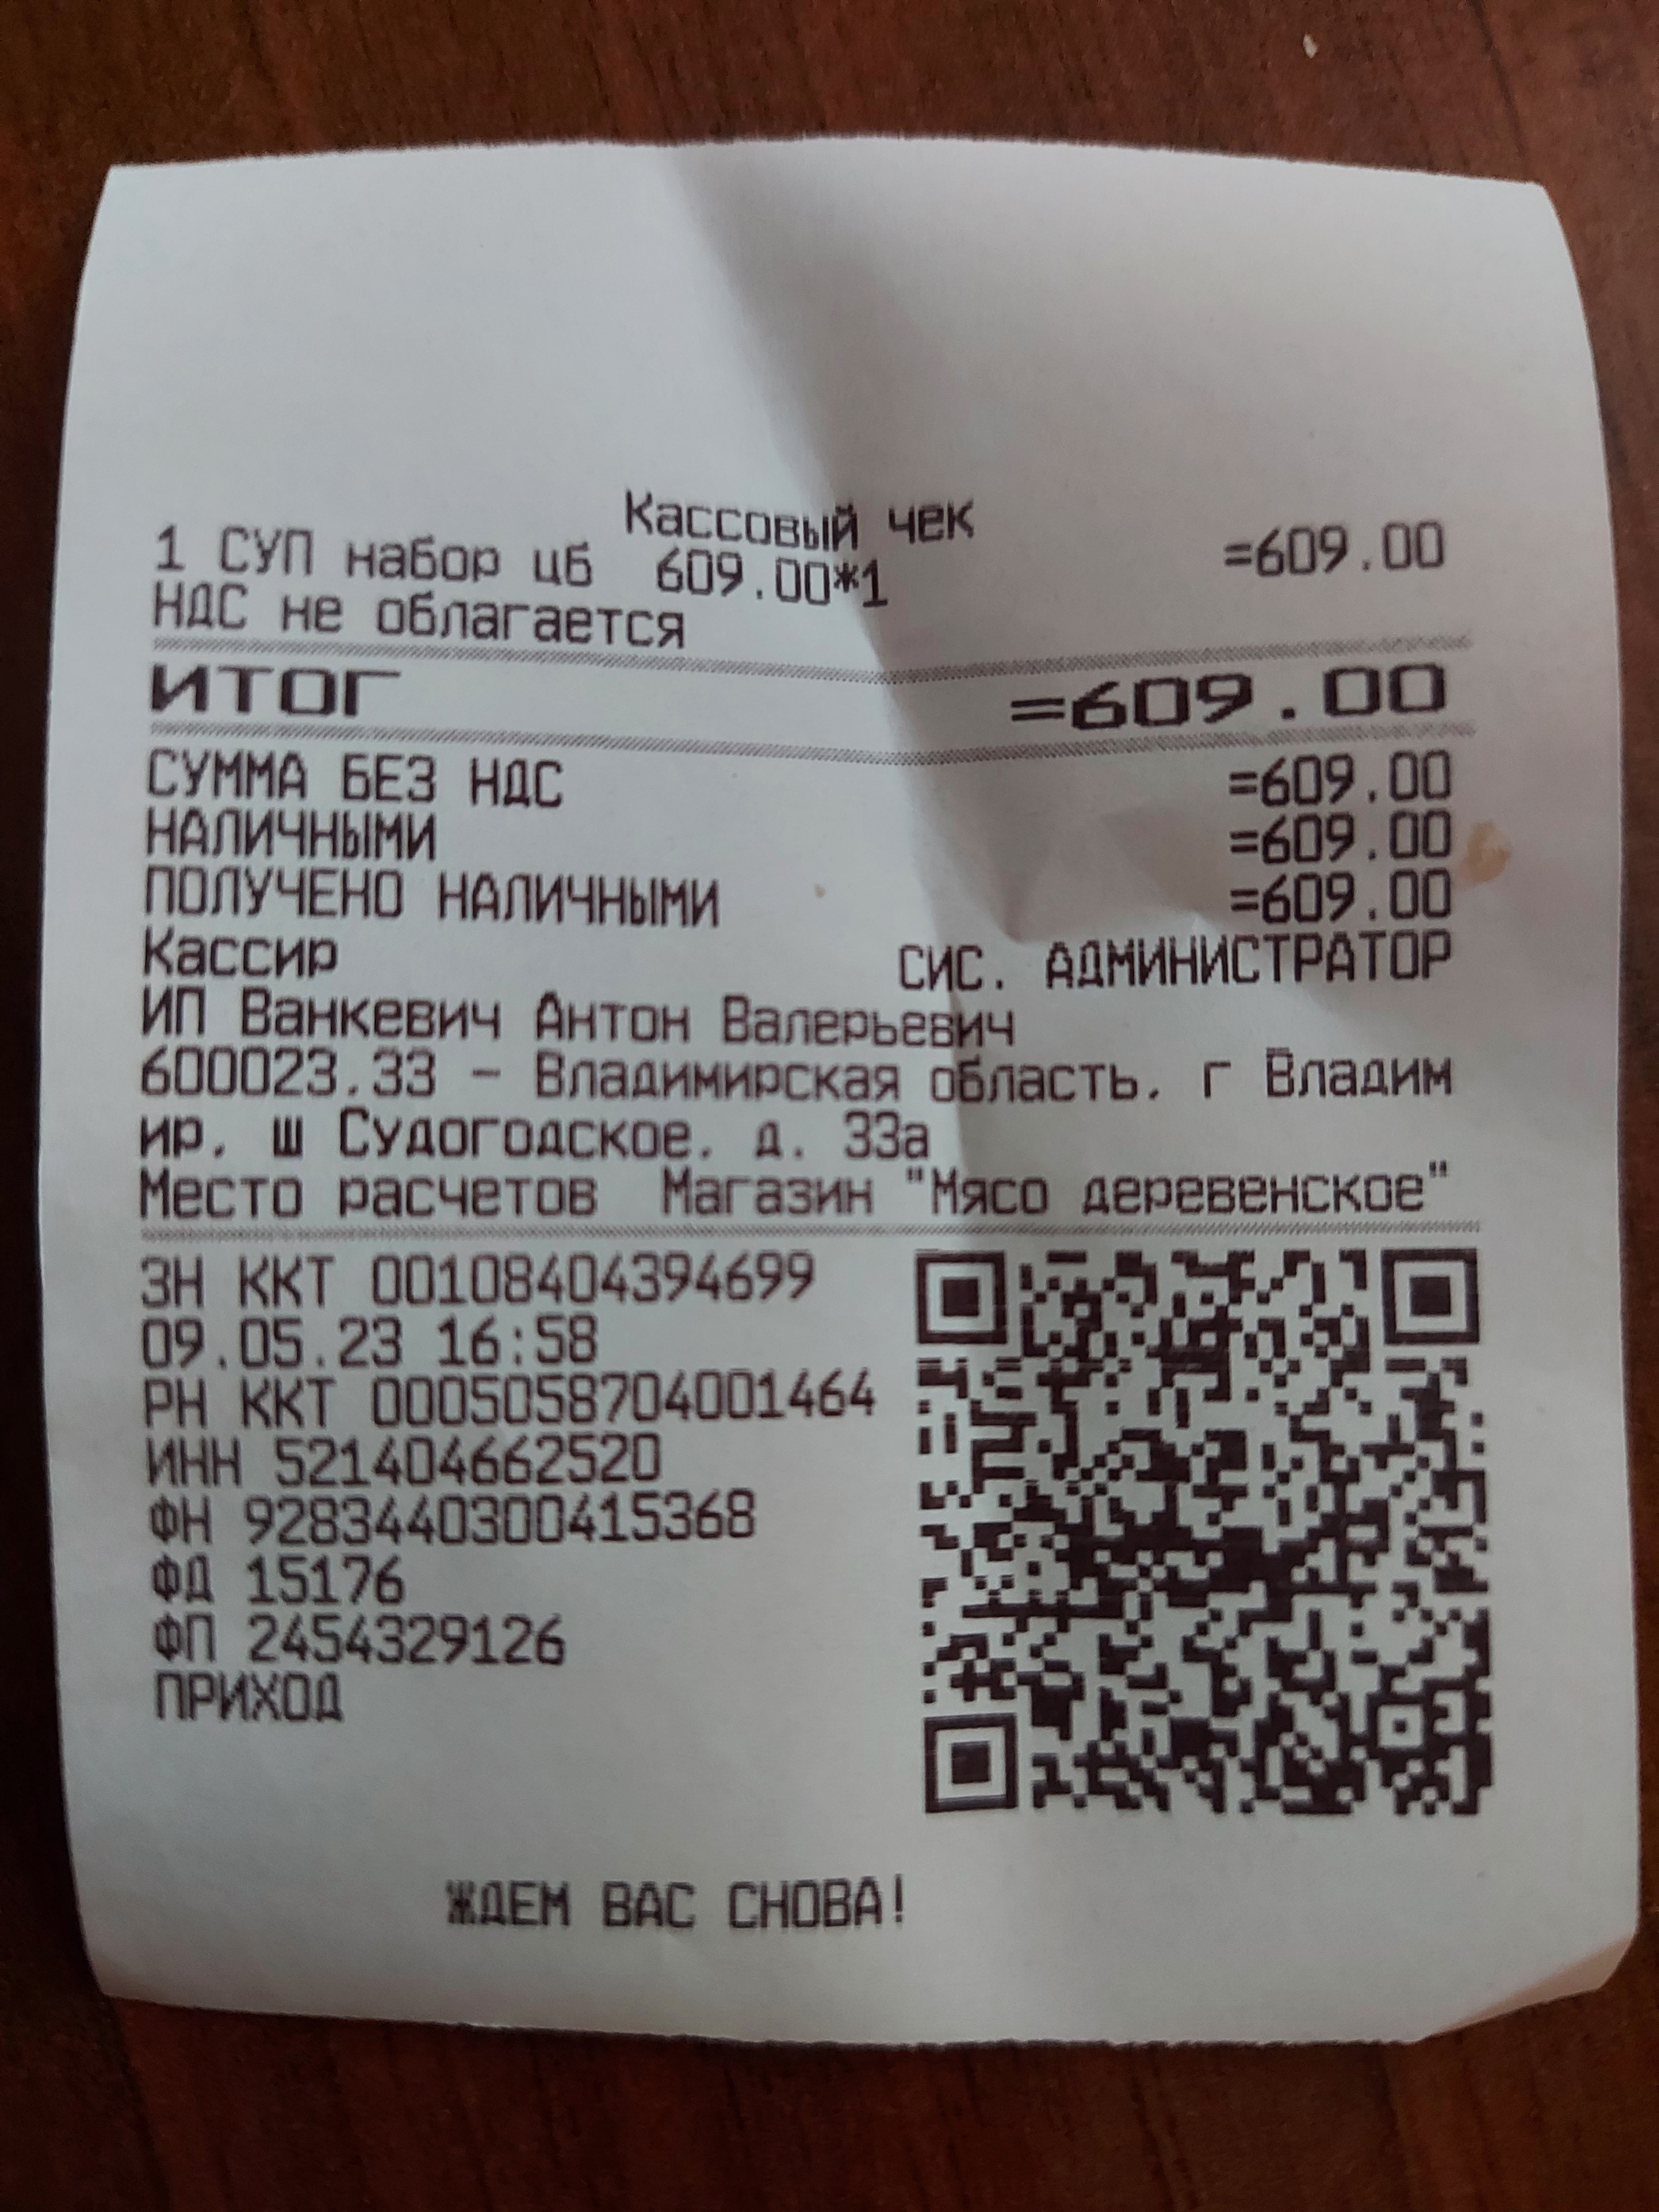 Кассовый чек
1 СУП набор цб 609.00*1 =609.00
НДС не облагается
ИТОГ =609.00
СУММА БЕЗ НДС =609.00
НАЛИЧНЫМИ =609.00
ПОЛУЧЕНО НАЛИЧНЫМИ =609.00
Кассир СИС. АДМИНИСТРАТОР
ИП Ванкевич Антон Валерьевич
600023,33 - Владимирская область, г Владим
ир, ш Судогодское, д. 33а
Место расчетов Магазин "Мясо деревенское"
ЗН ККТ 00108404394699
09.05.23 16:58
РН ККТ 0005058704001464
ИНН 521404662520
ФН 9283440300415368
ФД 15176
ФП 2454329126
ПРИХОД
ЖДЕМ ВАС СНОВА!